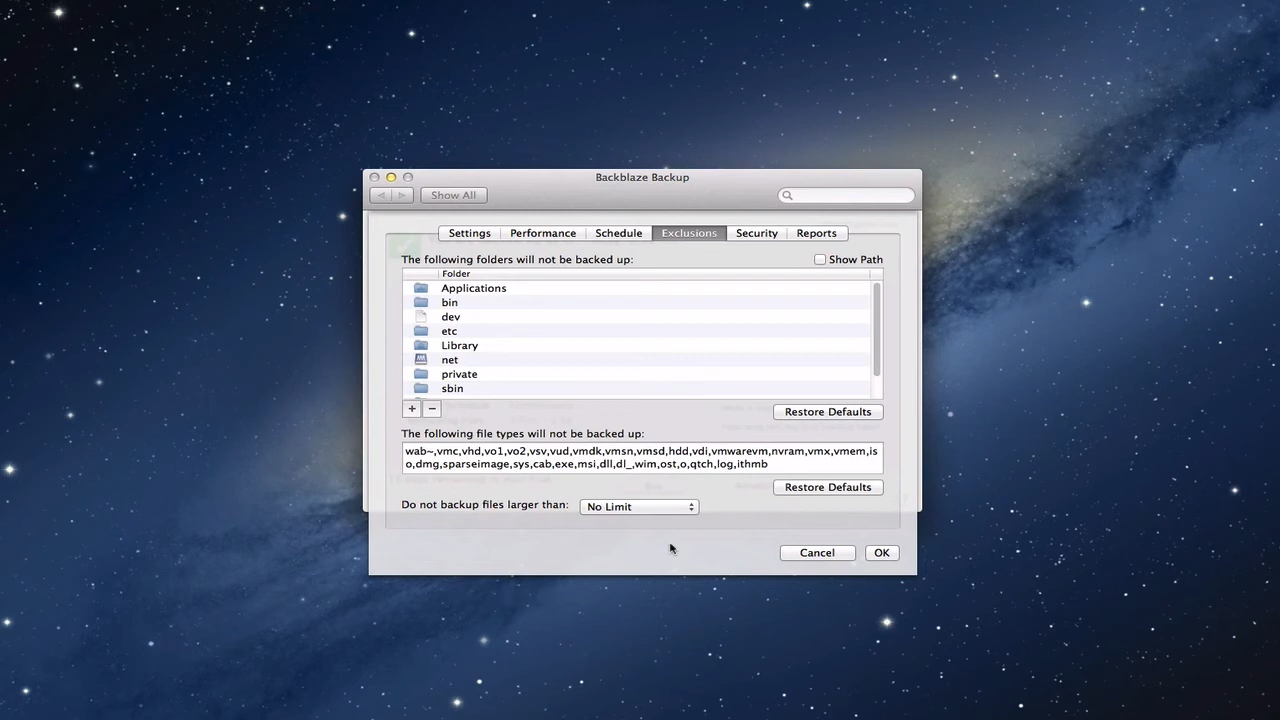 Backblaze Backup
Show All
Settings Performance Schedule Exclusions Security Reports
The following folders will not be backed up:
Show Path
Folder
Applications
bin
dev
etc
Library
net
private
sbin
+ −
Restore Defaults
The following file types will not be backed up:
wab~,vmc,vhd,vo1,vo2,vsv,vud,vmdk,vmsn,vmsd,hdd,vdi,vmwarevm,nvram,vmx,vmem,is
o,dmg,sparseimage,sys,cab,exe,msi,dll,dl_,wim,ost,o,qtch,log,ithmb
Restore Defaults
Do not backup files larger than: No Limit
Cancel OK